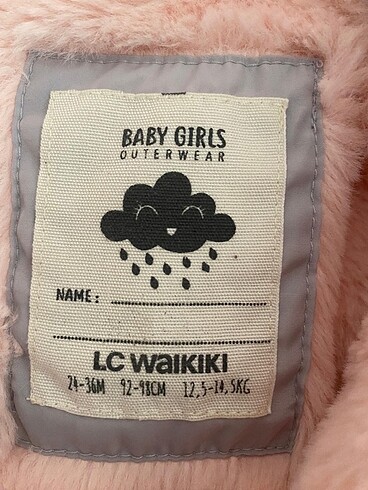 BABY GIRLS
OUTERWEAR
NAME:
LC WAIKIKI
24-36M 92-98CM 12,5-14,5KG